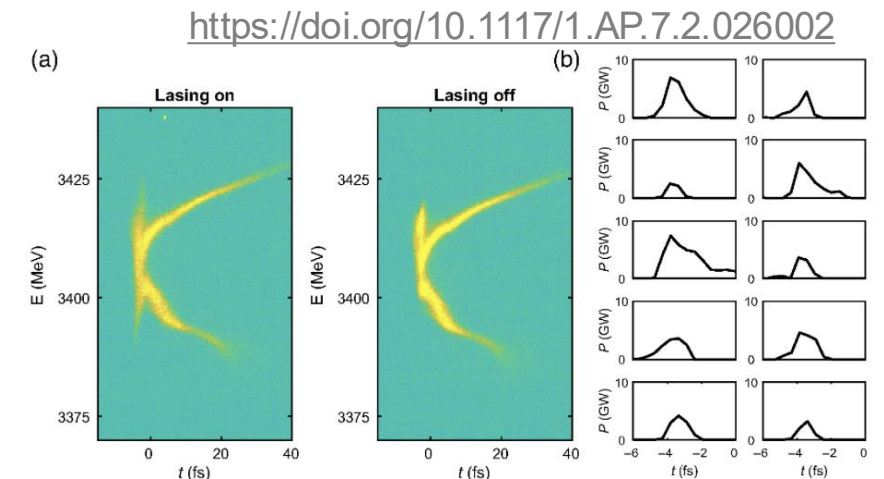 https://doi.org/10.1117/1.AP.7.2.026002
(a)
Lasing on
Lasing off
E (MeV)
3425
3400
3375
0 20 40
t (fs)
E (MeV)
3425
3400
3375
0 20 40
t (fs)
(b)
P (GW)
10
0
10
0
P (GW)
10
0
10
0
P (GW)
10
0
10
0
P (GW)
10
0
10
0
P (GW)
10
0
10
0
−6 −4 −2 0
t (fs)
−6 −4 −2 0
t (fs)